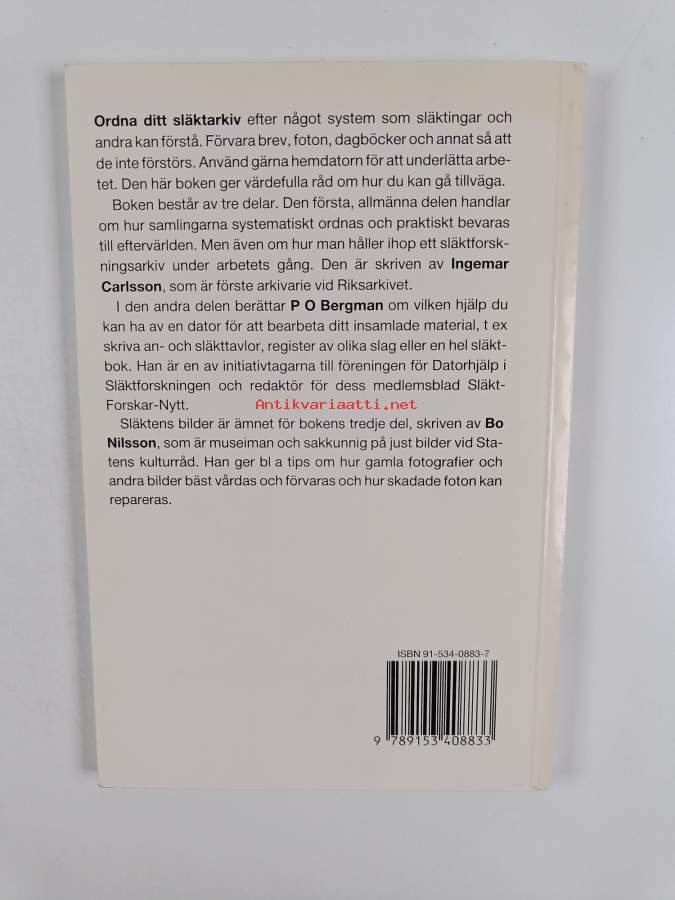 Ordna ditt släktarkiv efter något system som släktingar och
andra kan förstå. Förvara brev, foton, dagböcker och annat så att
de inte förstörs. Använd gärna hemdatorn för att underlätta arbe-
tet. Den här boken ger värdefulla råd om hur du kan gå tillväga.
Boken består av tre delar. Den första, allmänna delen handlar
om hur samlingarna systematiskt ordnas och praktiskt bevaras
till eftervärlden. Men även om hur man håller ihop ett släktforsk-
ningsarkiv under arbetets gång. Den är skriven av Ingemar
Carlsson, som är förste arkivarie vid Riksarkivet.
I den andra delen berättar P O Bergman om vilken hjälp du
kan ha av en dator för att bearbeta ditt insamlade material, t ex
skriva an- och släkttavlor, register av olika slag eller en hel släkt-
bok. Han är en av initiativtagarna till föreningen för Datorhjälp i
Släktforskningen och redaktör för dess medlemsblad Släkt-
Forskar-Nytt.
Antikvariaatti.net
Släktens bilder är ämnet för bokens tredje del, skriven av Bo
Nilsson, som är museiman och sakkunnig på just bilder vid Sta-
tens kulturråd. Han ger bl a tips om hur gamla fotografier och
andra bilder bäst vårdas och förvaras och hur skadade foton kan
repareras.
ISBN 91-534-0883-7
9 789153 408833